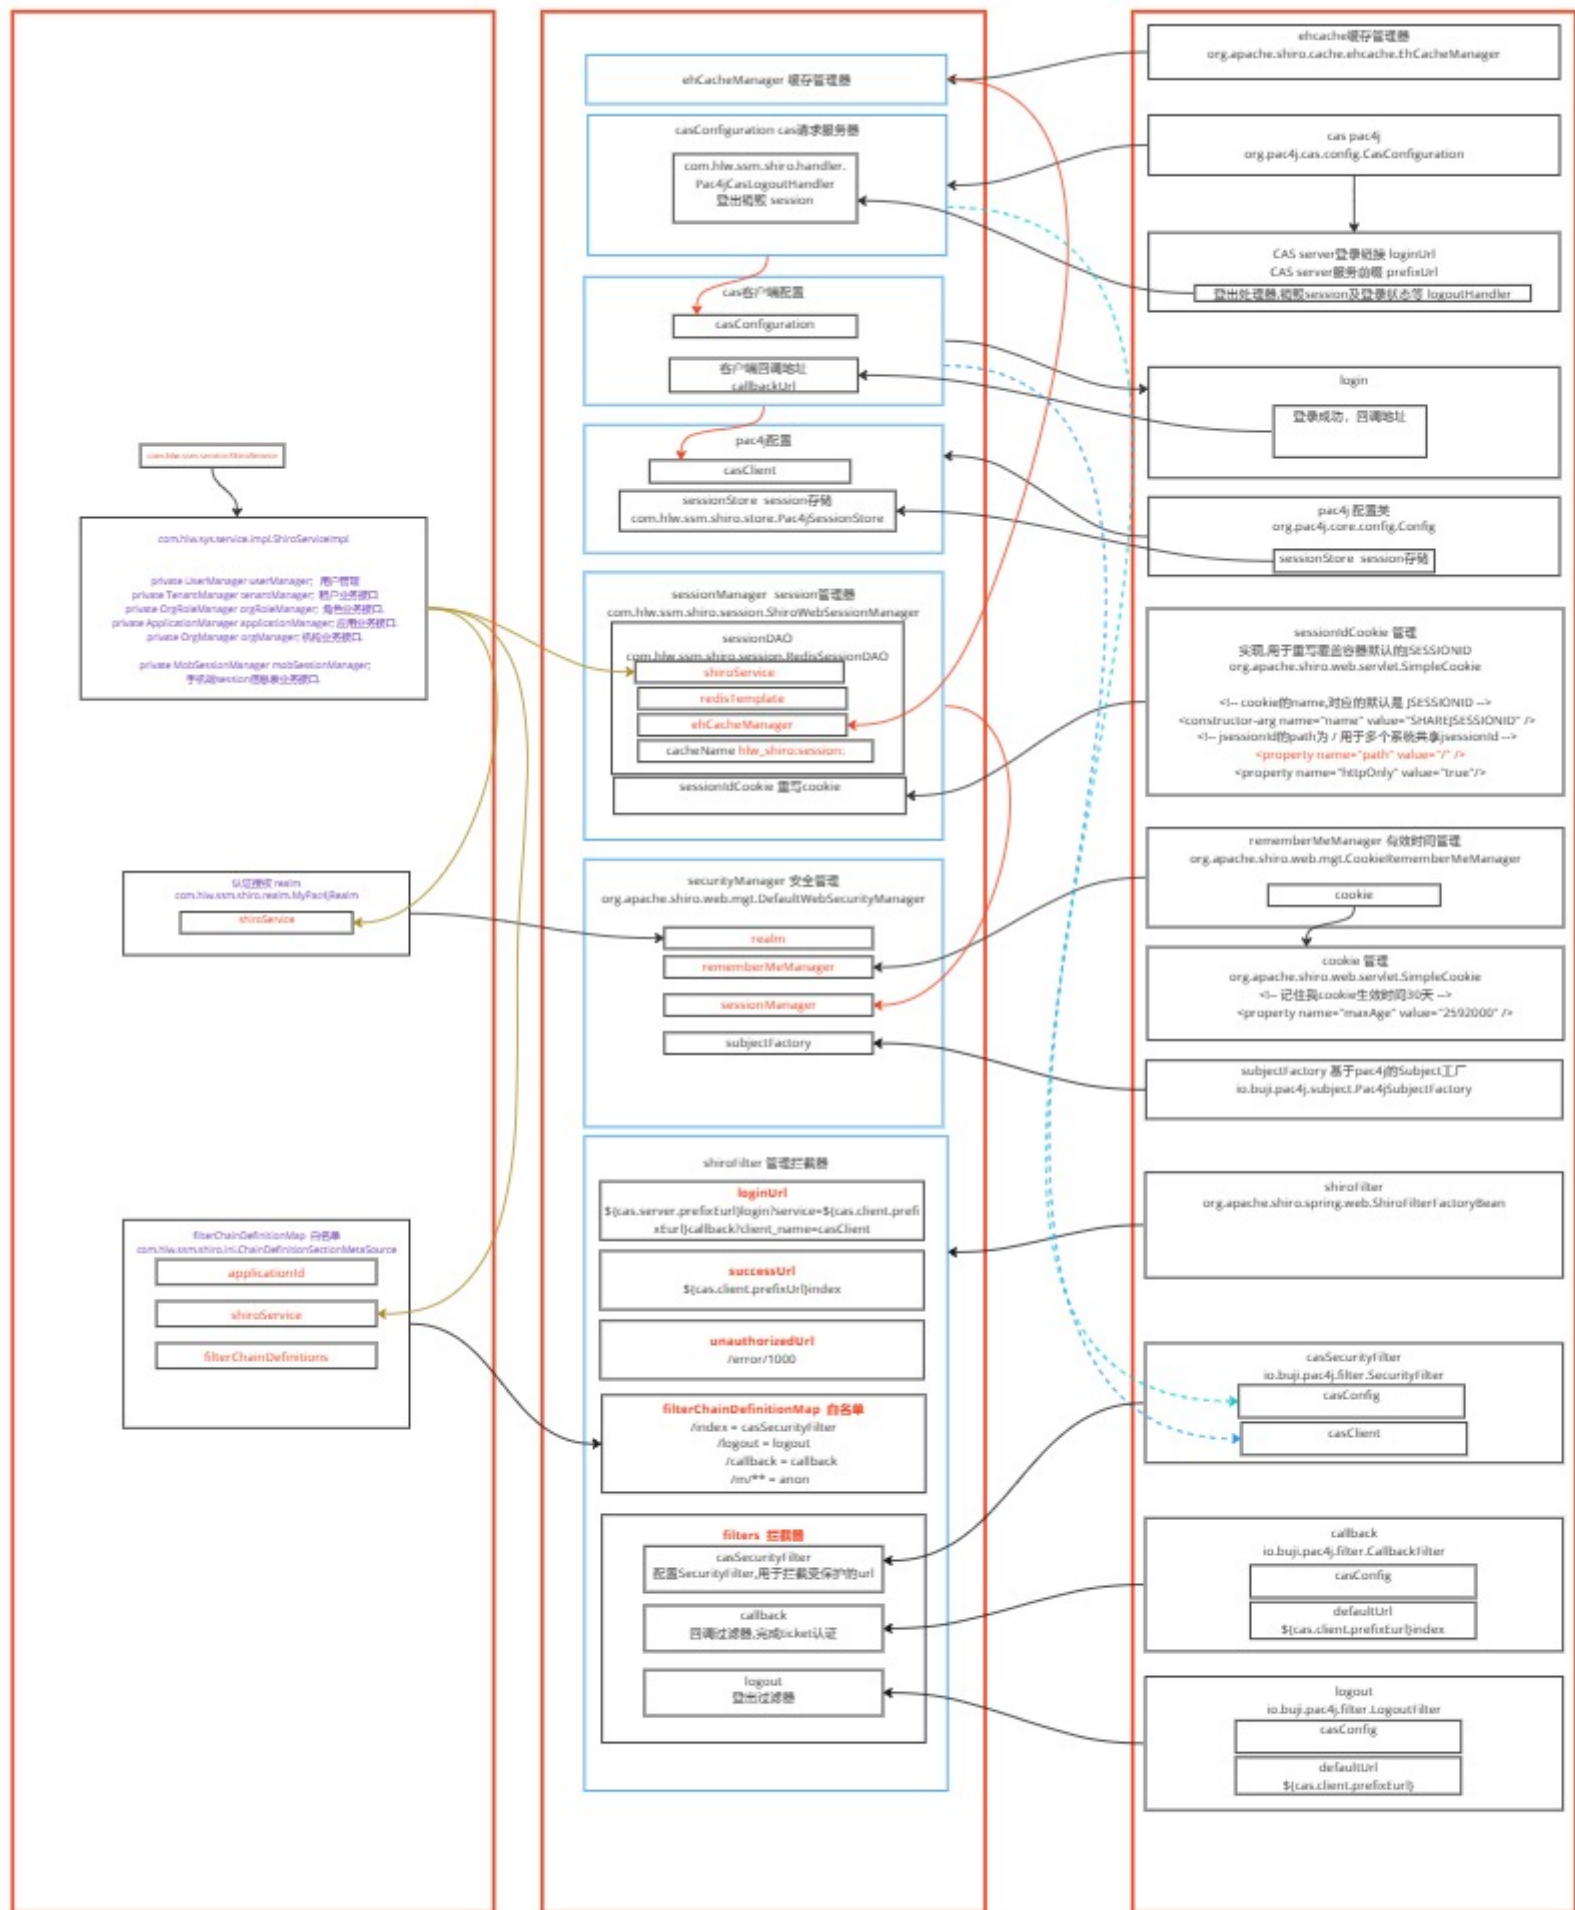 com.hlw.ssm.service.ShiroService
com.hlw.sys.service.impl.ShiroServiceImpl
private UserManager userManager; 用户管理
private TenantManager tenantManager; 租户业务接口
private OrgRoleManager orgRoleManager; 角色业务接口.
private ApplicationManager applicationManager; 应用业务接口.
private OrgManager orgManager; 机构业务接口.
private MobSessionManager mobSessionManager;
手机端session信息表业务接口.
认证授权 realm
com.hlw.ssm.shiro.realm.MyPac4jRealm
shiroService
filterChainDefinitionMap 白名单
com.hlw.ssm.shiro.ini.ChainDefinitionSectionMetaSource
applicationId
shiroService
filterChainDefinitions
ehCacheManager 缓存管理器
casConfiguration cas请求服务器
com.hlw.ssm.shiro.handler.
Pac4jCasLogoutHandler
登出销毁 session
cas客户端配置
casConfiguration
客户端回调地址
callbackUrl
pac4j配置
casClient
sessionStore session存储
com.hlw.ssm.shiro.store.Pac4jSessionStore
sessionManager session管理器
com.hlw.ssm.shiro.session.ShiroWebSessionManager
sessionDAO
com.hlw.ssm.shiro.session.RedisSessionDAO
shiroService
redisTemplate
ehCacheManager
cacheName hlw_shiro:session:
sessionIdCookie 重写cookie
securityManager 安全管理
org.apache.shiro.web.mgt.DefaultWebSecurityManager
realm
rememberMeManager
sessionManager
subjectFactory
shiroFilter 管理拦截器
loginUrl
${cas.server.prefixEurl}login?service=${cas.client.prefi
xEurl}callback?client_name=casClient
successUrl
${cas.client.prefixUrl}index
unauthorizedUrl
/error/1000
filterChainDefinitionMap 白名单
/index = casSecurityFilter
/logout = logout
/callback = callback
/m/** = anon
filters 拦截器
casSecurityFilter
配置SecurityFilter,用于拦截受保护的url
callback
回调过滤器,完成ticket认证
logout
登出过滤器
ehcache缓存管理器
org.apache.shiro.cache.ehcache.EhCacheManager
cas pac4j
org.pac4j.cas.config.CasConfiguration
CAS server登录链接 loginUrl
CAS server服务前缀 prefixUrl
登出处理器,销毁session及登录状态等 logoutHandler
login
登录成功，回调地址
pac4j 配置类
org.pac4j.core.config.Config
sessionStore session存储
sessionIdCookie 管理
实现,用于重写覆盖容器默认的JSESSIONID
org.apache.shiro.web.servlet.SimpleCookie
<!-- cookie的name,对应的默认是 JSESSIONID -->
<constructor-arg name="name" value="SHAREJSESSIONID" />
<!-- jsessionId的path为 / 用于多个系统共享jsessionId -->
<property name="path" value="/" />
<property name="httpOnly" value="true"/>
rememberMeManager 有效时间管理
org.apache.shiro.web.mgt.CookieRememberMeManager
cookie
cookie 管理
org.apache.shiro.web.servlet.SimpleCookie
<!-- 记住我cookie生效时间30天 -->
<property name="maxAge" value="2592000" />
subjectFactory 基于pac4j的Subject工厂
io.buji.pac4j.subject.Pac4jSubjectFactory
shiroFilter
org.apache.shiro.spring.web.ShiroFilterFactoryBean
casSecurityFilter
io.buji.pac4j.filter.SecurityFilter
casConfig
casClient
callback
io.buji.pac4j.filter.CallbackFilter
casConfig
defaultUrl
${cas.client.prefixEurl}index
logout
io.buji.pac4j.filter.LogoutFilter
casConfig
defaultUrl
${cas.client.prefixEurl}